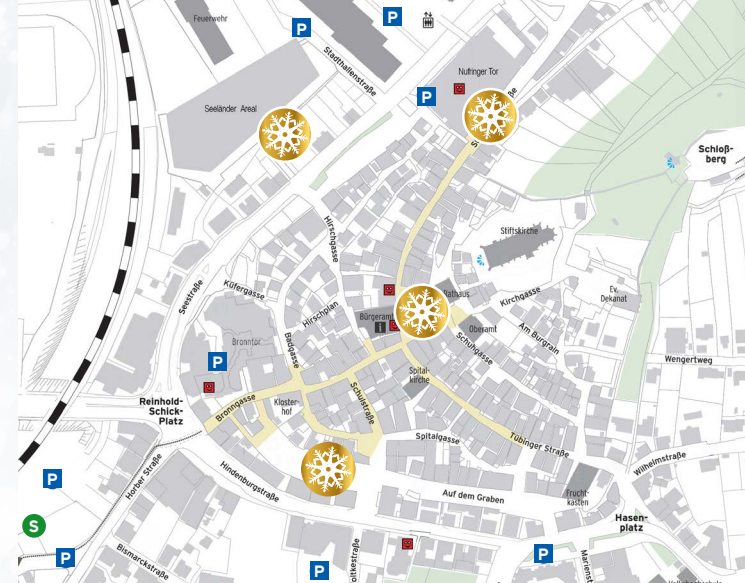 Feuerwehr
P
P
Stadthallenstraße
Nufringer Tor
P
Seeländer Areal
Schloß-
berg
Hirschgasse
Stiftskirche
Seestraße
Küfergasse
Hirschplan
Bürgeramt
i
Rathaus
Kirchgasse
Ev.
Dekanat
Oberamt
Am Burgrain
Schuhgasse
Bronntor
P
Badgasse
Spital-
kirche
Wengertweg
Reinhold-
Schick-
Platz
Bronngasse
Kloster-
hof
Schulstraße
Spitalgasse
Tübinger Straße
Wilhelmstraße
P
Horber Straße
Hindenburgstraße
Auf dem Graben
Frucht-
kasten
Hasen-
platz
S
P
Bismarckstraße
P
P